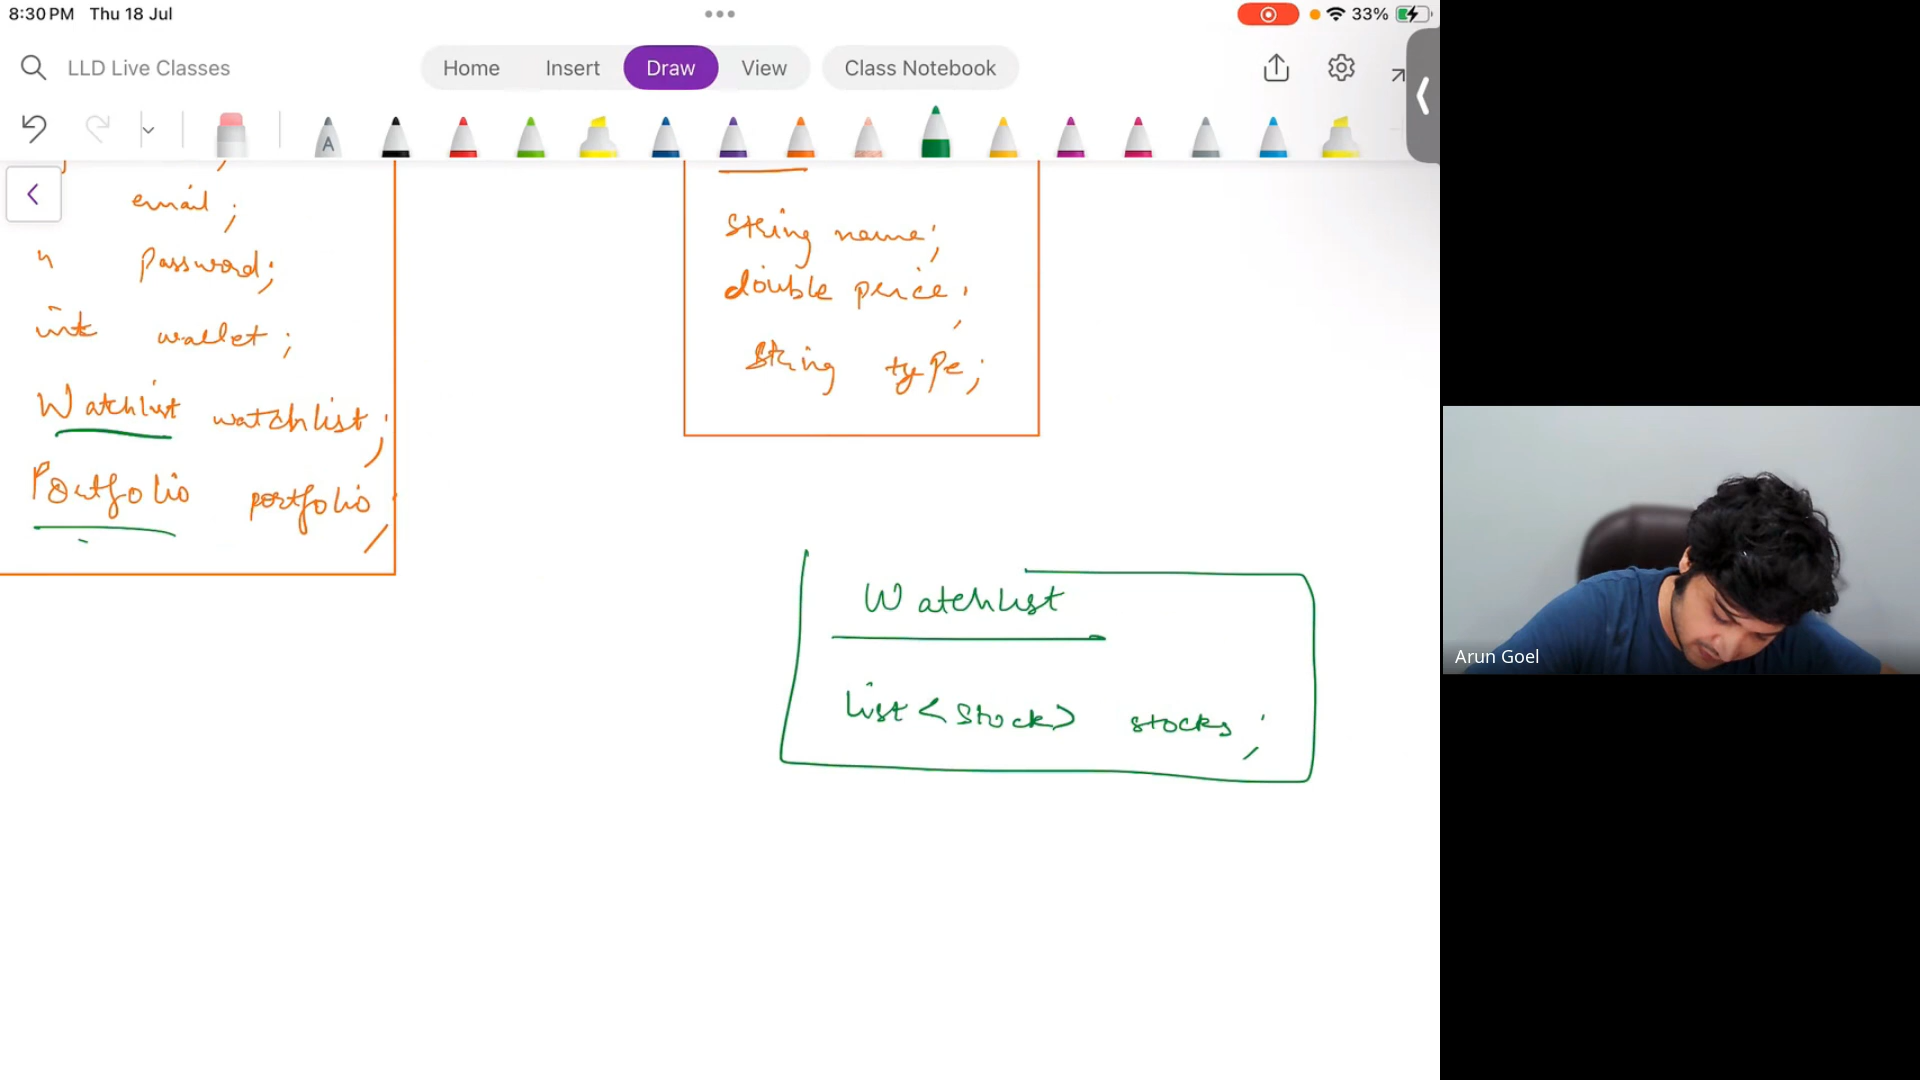 8:30 PM Thu 18 Jul
33%
LLD Live Classes
Home Insert Draw View Class Notebook
A
email ;
" Password;
int wallet ;
Watchlist watchlist;
Portfolio portfolio;
String name;
double price;
String type;
Watchlist
List<Stock> stocks;
Arun Goel